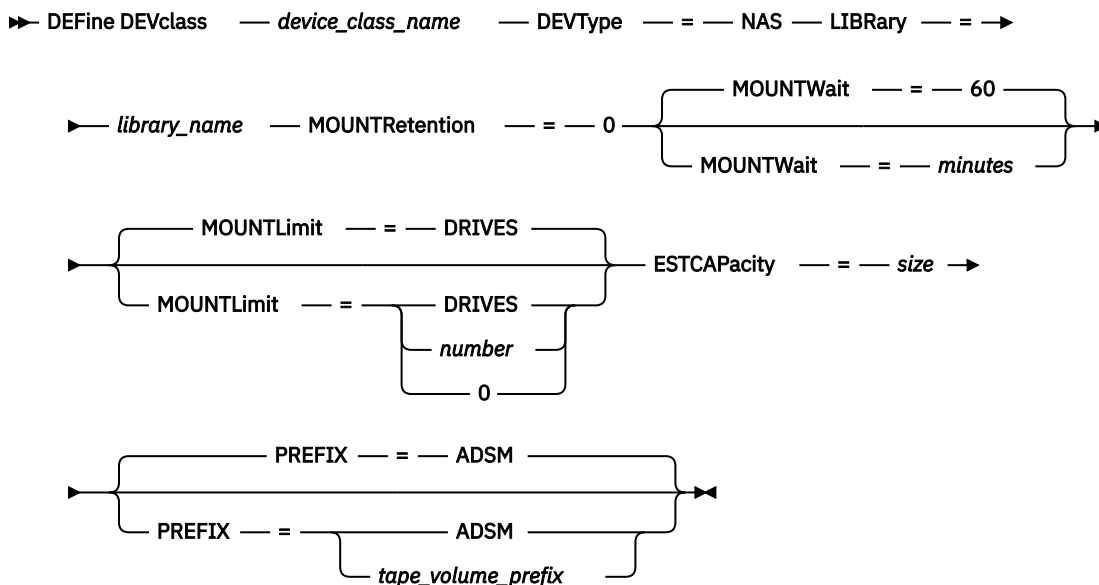 DEFine DEVclass device_class_name DEVType = NAS LIBRary =
library_name MOUNTRetention = 0 MOUNTWait = 60
MOUNTWait = minutes
MOUNTLimit = DRIVES
MOUNTLimit = DRIVES
number
0
ESTCAPacity = size
PREFIX = ADSM
PREFIX = ADSM
tape_volume_prefix